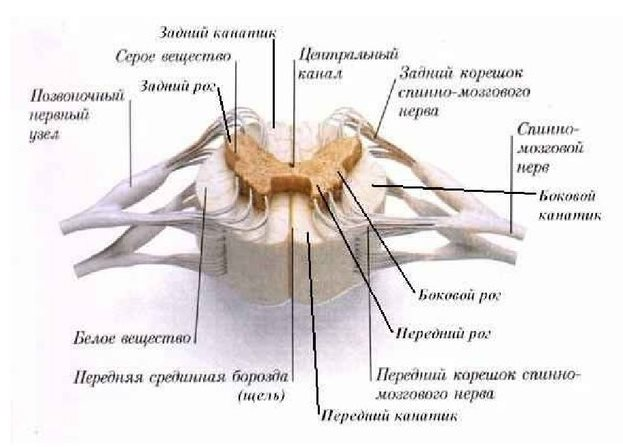 Задний канатик
Серое вещество
Центральный
канал
Задний корешок
спинно-мозгового
нерва
Задний рог
Позвоночный
нервный
узел
Спинно-
мозговой
нерв
Боковой
канатик
Боковой рог
Передний рог
Белое вещество
Передняя срединная борозда
(щель)
Передний корешок спинно-
мозгового нерва
Передний канатик